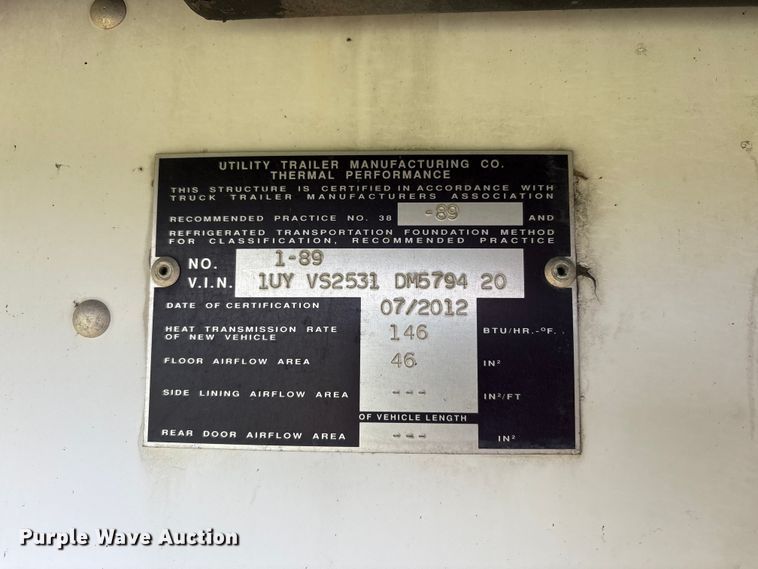 UTILITY TRAILER MANUFACTURING CO.
THERMAL PERFORMANCE
THIS STRUCTURE IS CERTIFIED IN ACCORDANCE WITH
TRUCK TRAILER MANUFACTURERS ASSOCIATION
RECOMMENDED PRACTICE NO. 38 -89 AND
REFRIGERATED TRANSPORTATION FOUNDATION METHOD
FOR CLASSIFICATION, RECOMMENDED PRACTICE
NO. 1-89
V.I.N. 1UY VS2531 DM5794 20
DATE OF CERTIFICATION 07/2012
HEAT TRANSMISSION RATE
OF NEW VEHICLE 146 BTU/HR.-°F.
FLOOR AIRFLOW AREA 46 IN²
SIDE LINING AIRFLOW AREA --- IN²/FT
OF VEHICLE LENGTH
REAR DOOR AIRFLOW AREA --- IN²
Purple Wave Auction